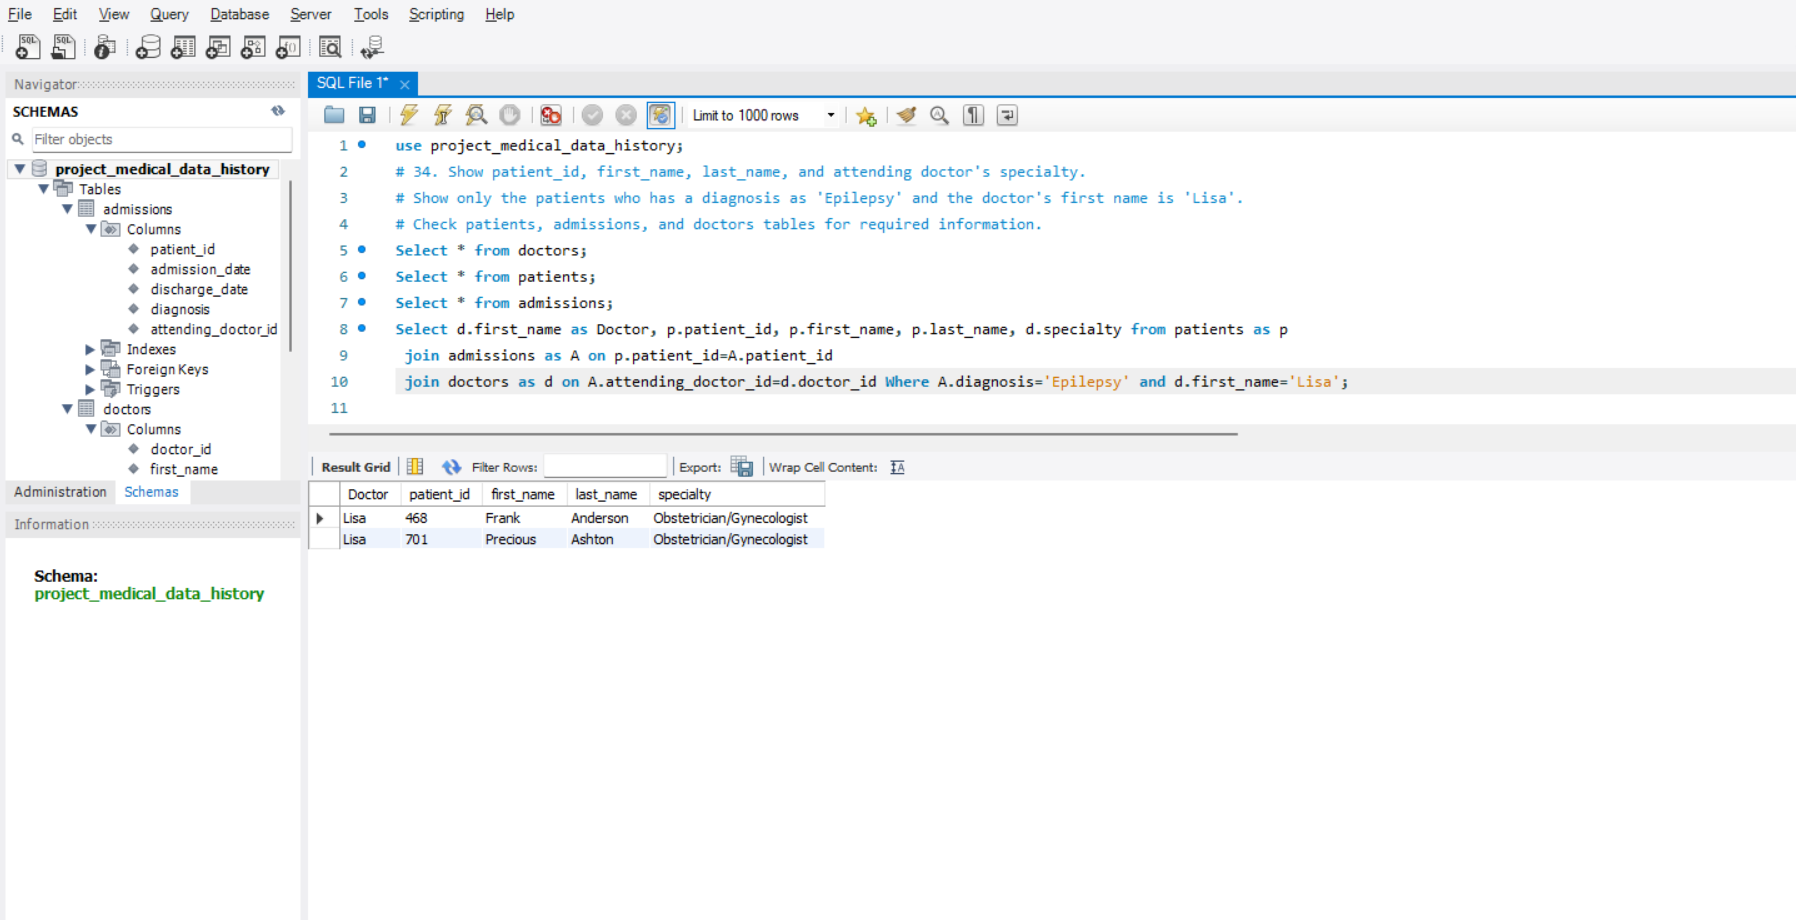 File Edit View Query Database Server Tools Scripting Help
Navigator
SCHEMAS
Filter objects
project_medical_data_history
Tables
admissions
Columns
patient_id
admission_date
discharge_date
diagnosis
attending_doctor_id
Indexes
Foreign Keys
Triggers
doctors
Columns
doctor_id
first_name
Administration Schemas
Information
Schema:
project_medical_data_history
SQL File 1*
Limit to 1000 rows
1 use project_medical_data_history;
2 # 34. Show patient_id, first_name, last_name, and attending doctor's specialty.
3 # Show only the patients who has a diagnosis as 'Epilepsy' and the doctor's first name is 'Lisa'.
4 # Check patients, admissions, and doctors tables for required information.
5 Select * from doctors;
6 Select * from patients;
7 Select * from admissions;
8 Select d.first_name as Doctor, p.patient_id, p.first_name, p.last_name, d.specialty from patients as p
9 join admissions as A on p.patient_id=A.patient_id
10 join doctors as d on A.attending_doctor_id=d.doctor_id Where A.diagnosis='Epilepsy' and d.first_name='Lisa';
11
Result Grid Filter Rows: Export: Wrap Cell Content:
Doctor patient_id first_name last_name specialty
Lisa 468 Frank Anderson Obstetrician/Gynecologist
Lisa 701 Precious Ashton Obstetrician/Gynecologist